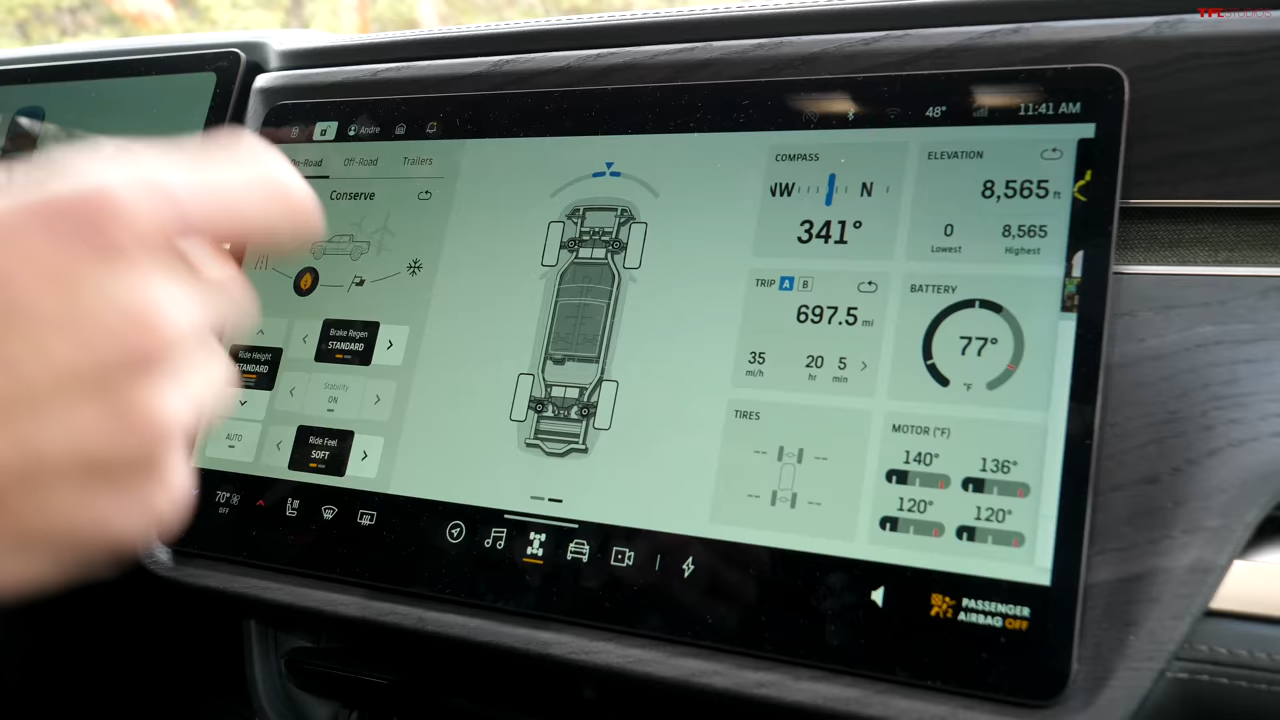 TFLSTUDIOS
Andre
48°
11:41 AM
On-Road
Off-Road
Trailers
Conserve
Ride Height
STANDARD
AUTO
Brake Regen
STANDARD
Stability
ON
Ride Feel
SOFT
COMPASS
NW
N
341°
ELEVATION
8,565 ft
0
8,565
Lowest
Highest
TRIP A B
697.5 mi
35
20
5
mi/h
hr
min
BATTERY
77°
°F
TIRES
-- --
-- --
MOTOR (°F)
140°
136°
120°
120°
70°
OFF
PASSENGER
AIRBAG OFF